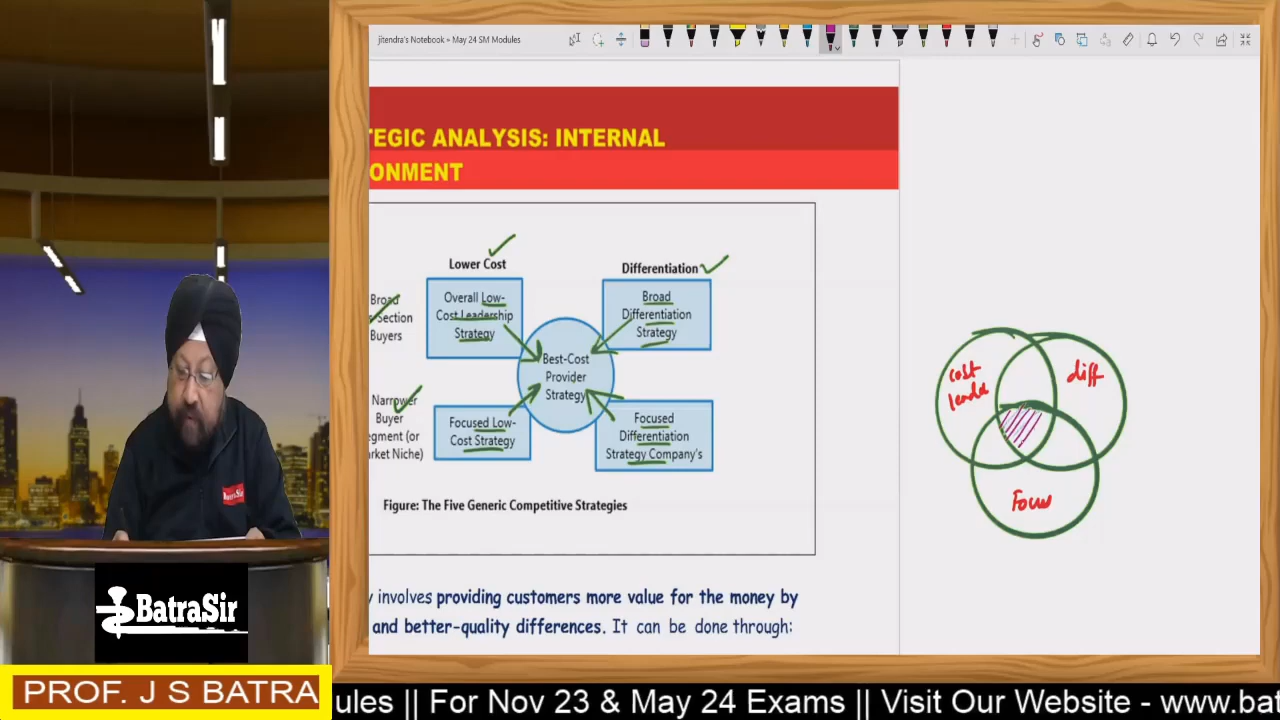 jitendra's Notebook » May 24 SM Modules
TEGIC ANALYSIS: INTERNAL
ONMENT
Lower Cost
Differentiation
Broad
Section
Buyers
Overall Low-
Cost Leadership
Strategy
Broad
Differentiation
Strategy
Best-Cost
Provider
Strategy
Narrower
Buyer
egment (or
arket Niche)
Focused Low-
Cost Strategy
Focused
Differentiation
Strategy Company's
Figure: The Five Generic Competitive Strategies
y involves providing customers more value for the money by
and better-quality differences. It can be done through:
cost
diff
Focus
BatraSir
BatraSir
PROF. J S BATRA
ules || For Nov 23 & May 24 Exams || Visit Our Website - www.bat